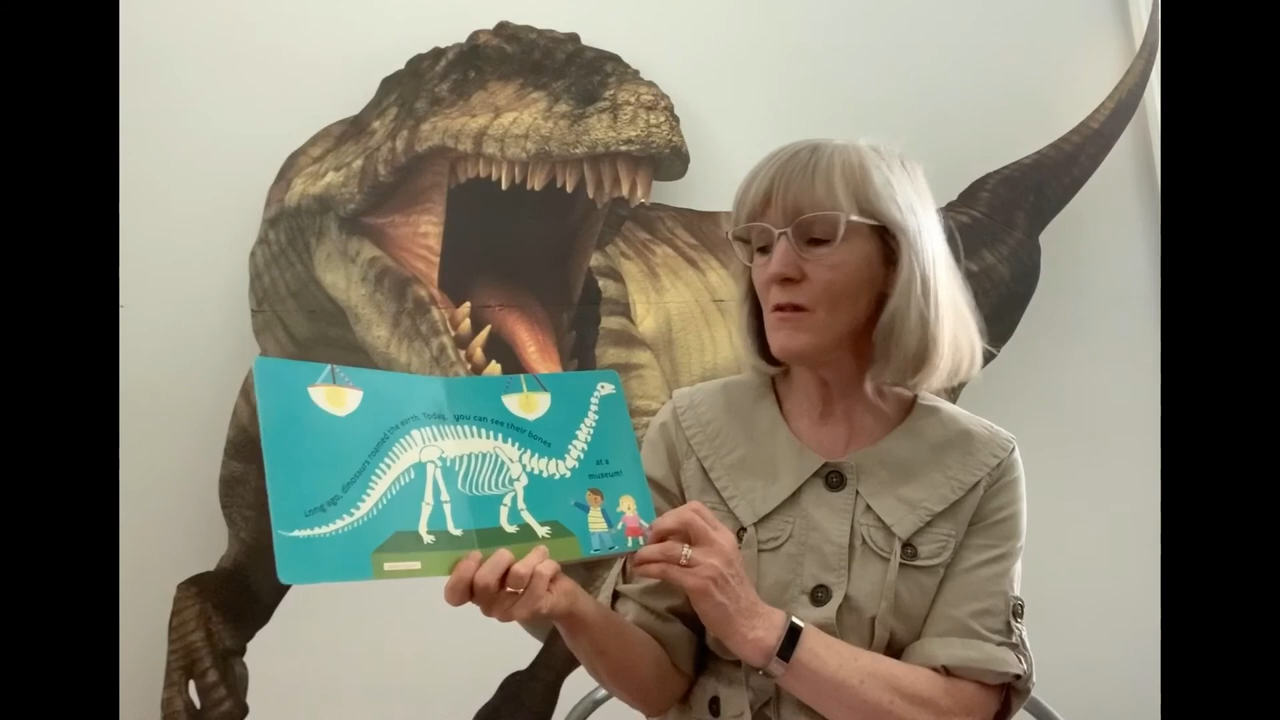 Long ago, dinosaurs roamed the earth. Today, you can see their bones
at a
museum!